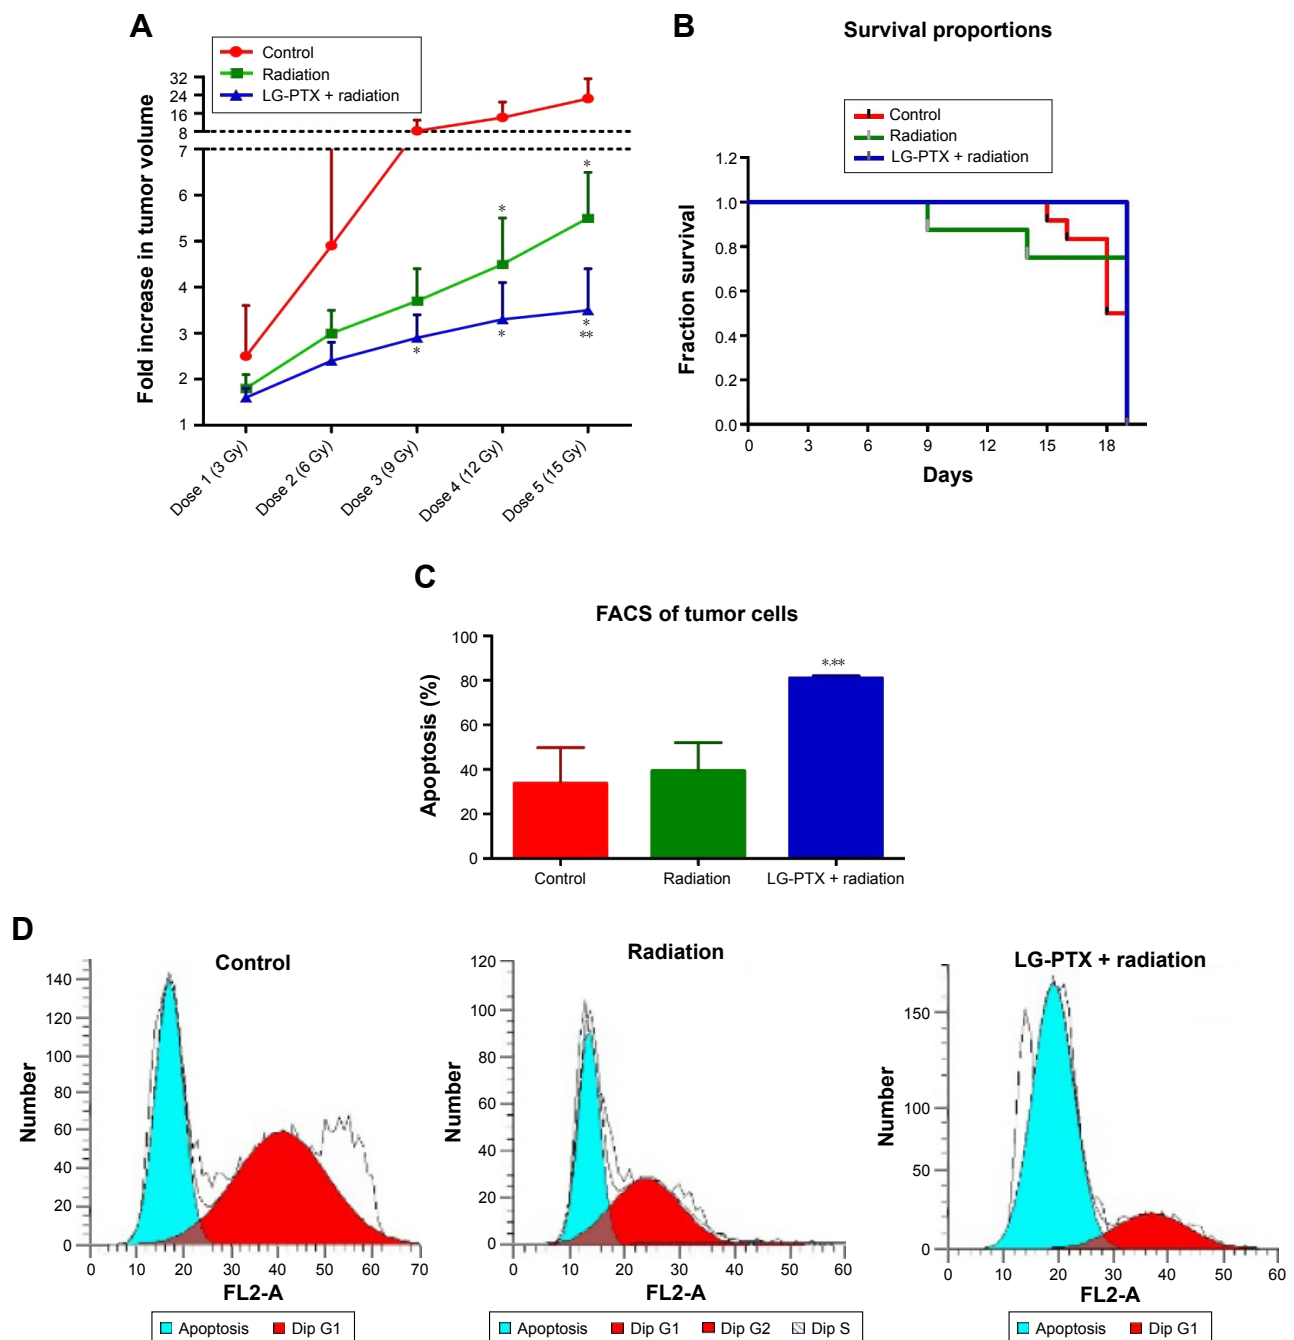 A
Control
Radiation
LG-PTX + radiation
Fold increase in tumor volume
32
24
16
8
7
6
5
4
3
2
1
*
*
*
*
*
**
Dose 1 (3 Gy)
Dose 2 (6 Gy)
Dose 3 (9 Gy)
Dose 4 (12 Gy)
Dose 5 (15 Gy)
B
Survival proportions
Control
Radiation
LG-PTX + radiation
Fraction survival
1.2
1.0
0.8
0.6
0.4
0.2
0.0
0 3 6 9 12 15 18
Days
C
FACS of tumor cells
Apoptosis (%)
100
80
60
40
20
0
*,**
Control Radiation LG-PTX + radiation
D
Control
Number
140
120
100
80
60
40
20
0
0 10 20 30 40 50 60 70
FL2-A
Apoptosis Dip G1
Radiation
Number
120
100
80
60
40
20
0
0 10 20 30 40 50 60
FL2-A
Apoptosis Dip G1 Dip G2 Dip S
LG-PTX + radiation
Number
150
100
50
0
0 10 20 30 40 50 60
FL2-A
Apoptosis Dip G1